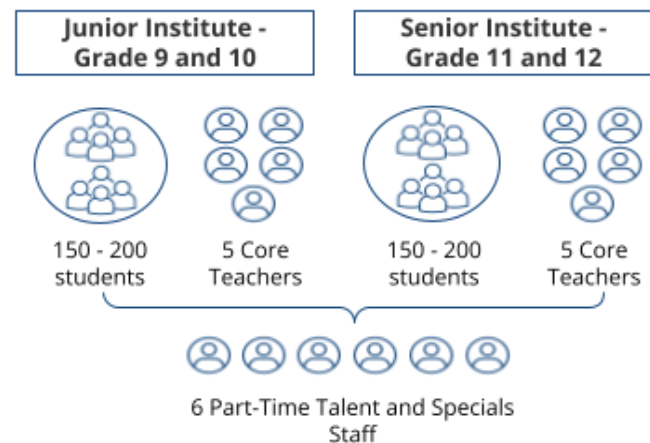 Junior Institute -
Grade 9 and 10
Senior Institute -
Grade 11 and 12
150 - 200
students
5 Core
Teachers
150 - 200
students
5 Core
Teachers
6 Part-Time Talent and Specials
Staff